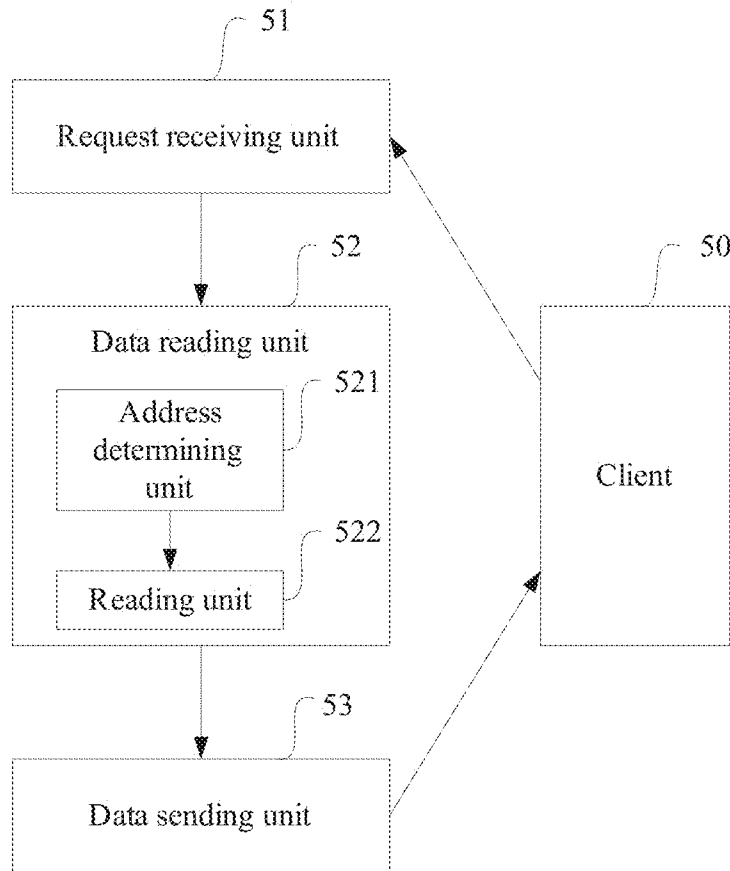 51
Request receiving unit
52
50
Data reading unit
521
Address
determining
unit
Client
522
Reading unit
53
Data sending unit